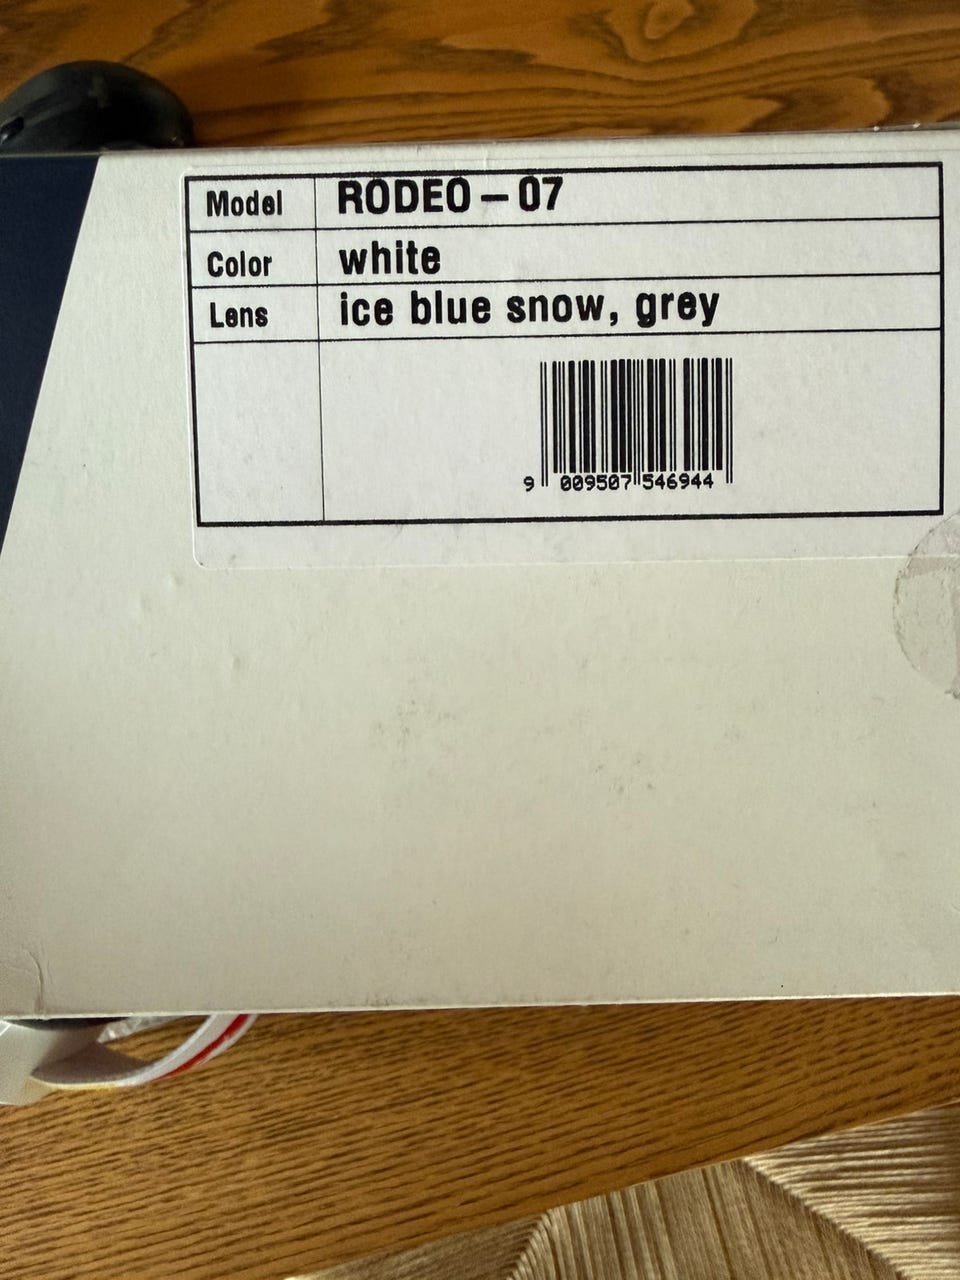 Model RODEO – 07
Color white
Lens ice blue snow, grey
9 009507 546944